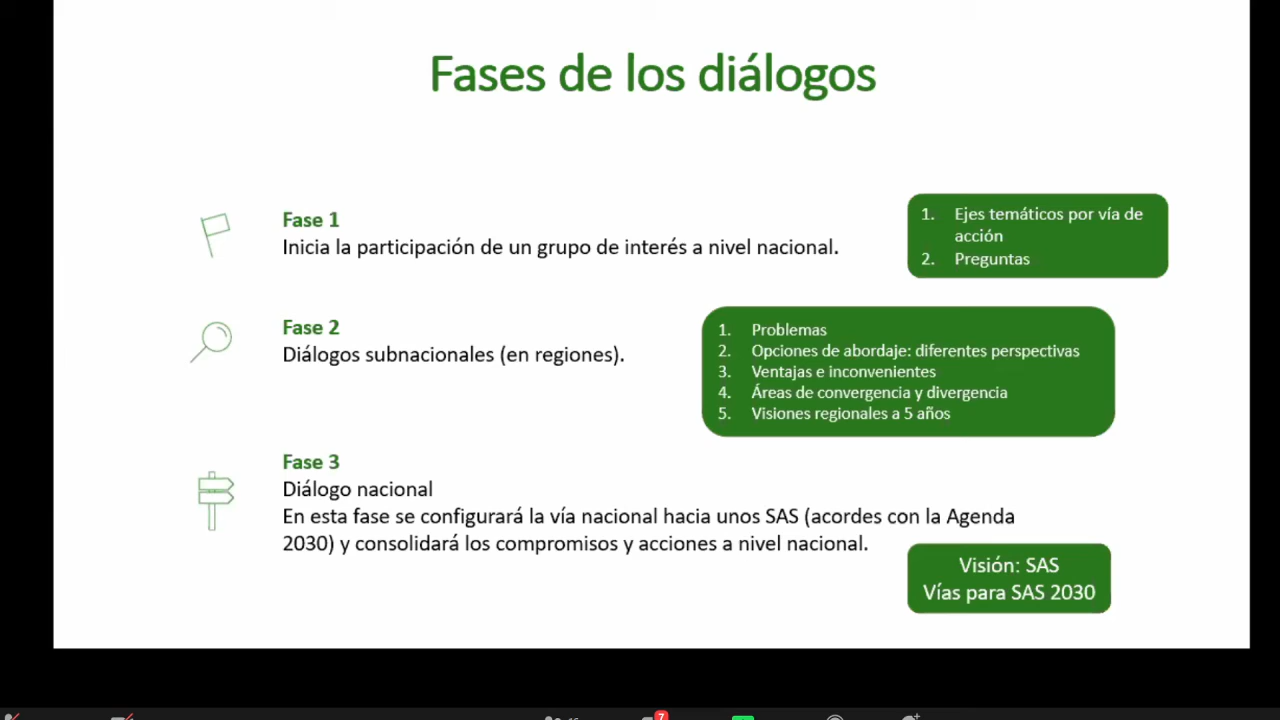 Fases de los diálogos
Fase 1
Inicia la participación de un grupo de interés a nivel nacional.
1. Ejes temáticos por vía de
acción
2. Preguntas
Fase 2
Diálogos subnacionales (en regiones).
1. Problemas
2. Opciones de abordaje: diferentes perspectivas
3. Ventajas e inconvenientes
4. Áreas de convergencia y divergencia
5. Visiones regionales a 5 años
Fase 3
Diálogo nacional
En esta fase se configurará la vía nacional hacia unos SAS (acordes con la Agenda
2030) y consolidará los compromisos y acciones a nivel nacional.
Visión: SAS
Vías para SAS 2030
7